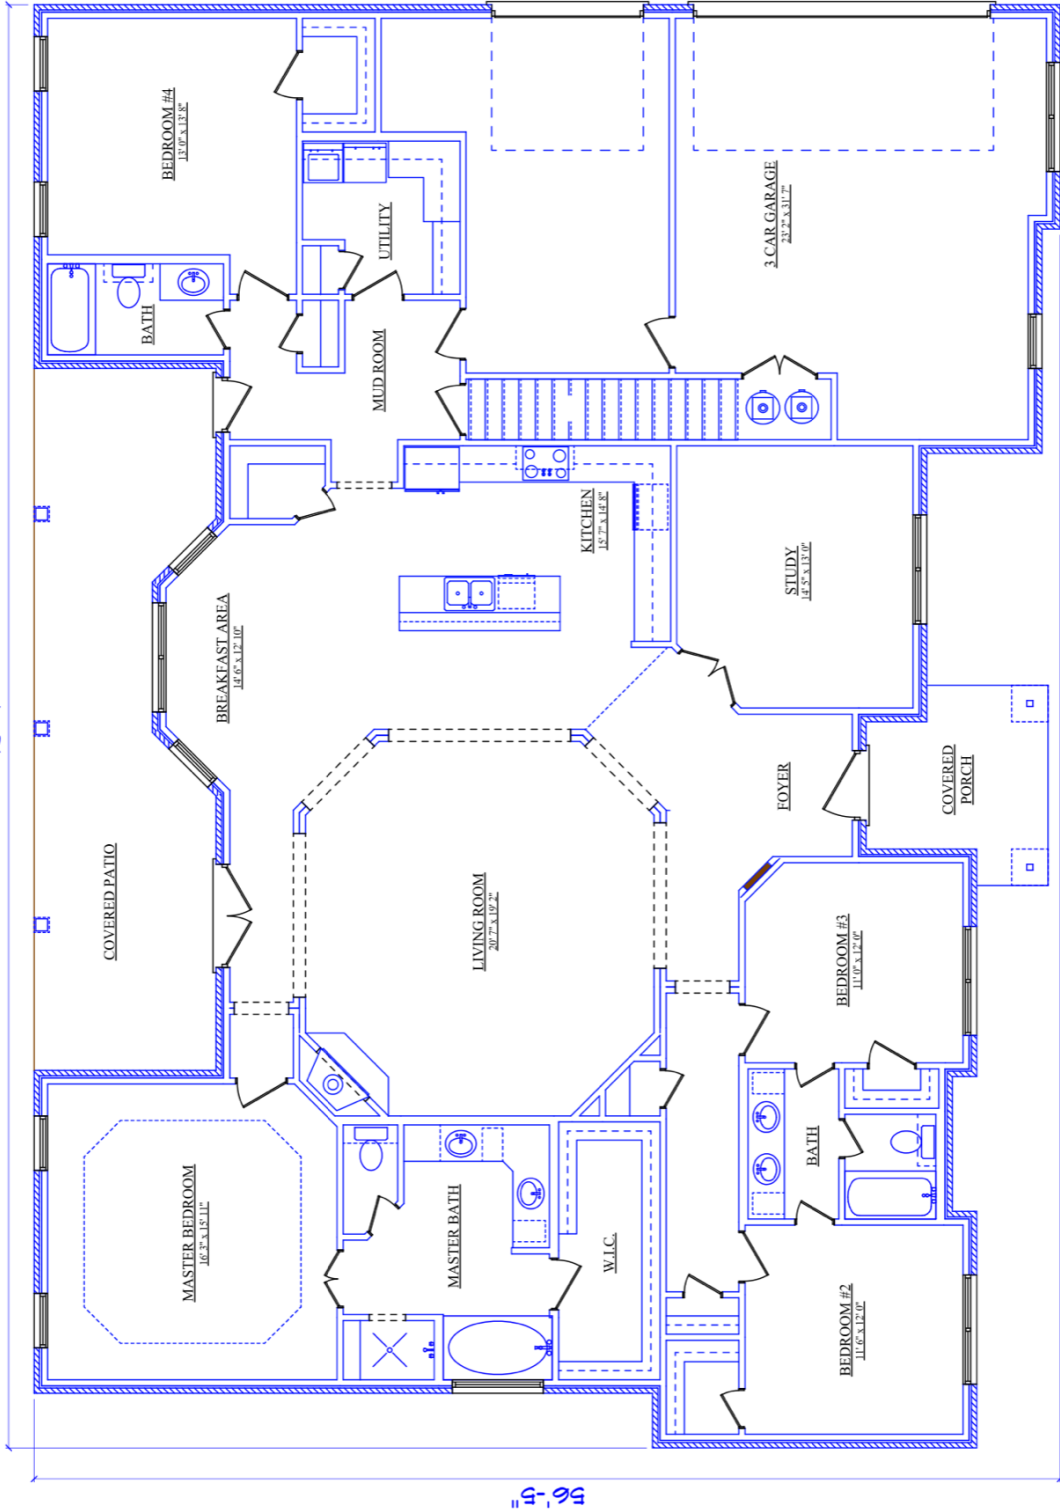 BEDROOM #4
13' 0" x 13' 8"
BATH
UTILITY
MUD ROOM
3 CAR GARAGE
23' 2" x 31' 7"
KITCHEN
15' 7" x 14' 8"
STUDY
14' 5" x 13' 0"
BREAKFAST AREA
14' 6" x 12' 10"
COVERED PATIO
LIVING ROOM
20' 7" x 19' 2"
FOYER
COVERED
PORCH
BEDROOM #3
11' 0" x 12' 0"
MASTER BEDROOM
16' 3" x 15' 11"
MASTER BATH
W.I.C.
BATH
BEDROOM #2
11' 6" x 12' 0"
56'-5"